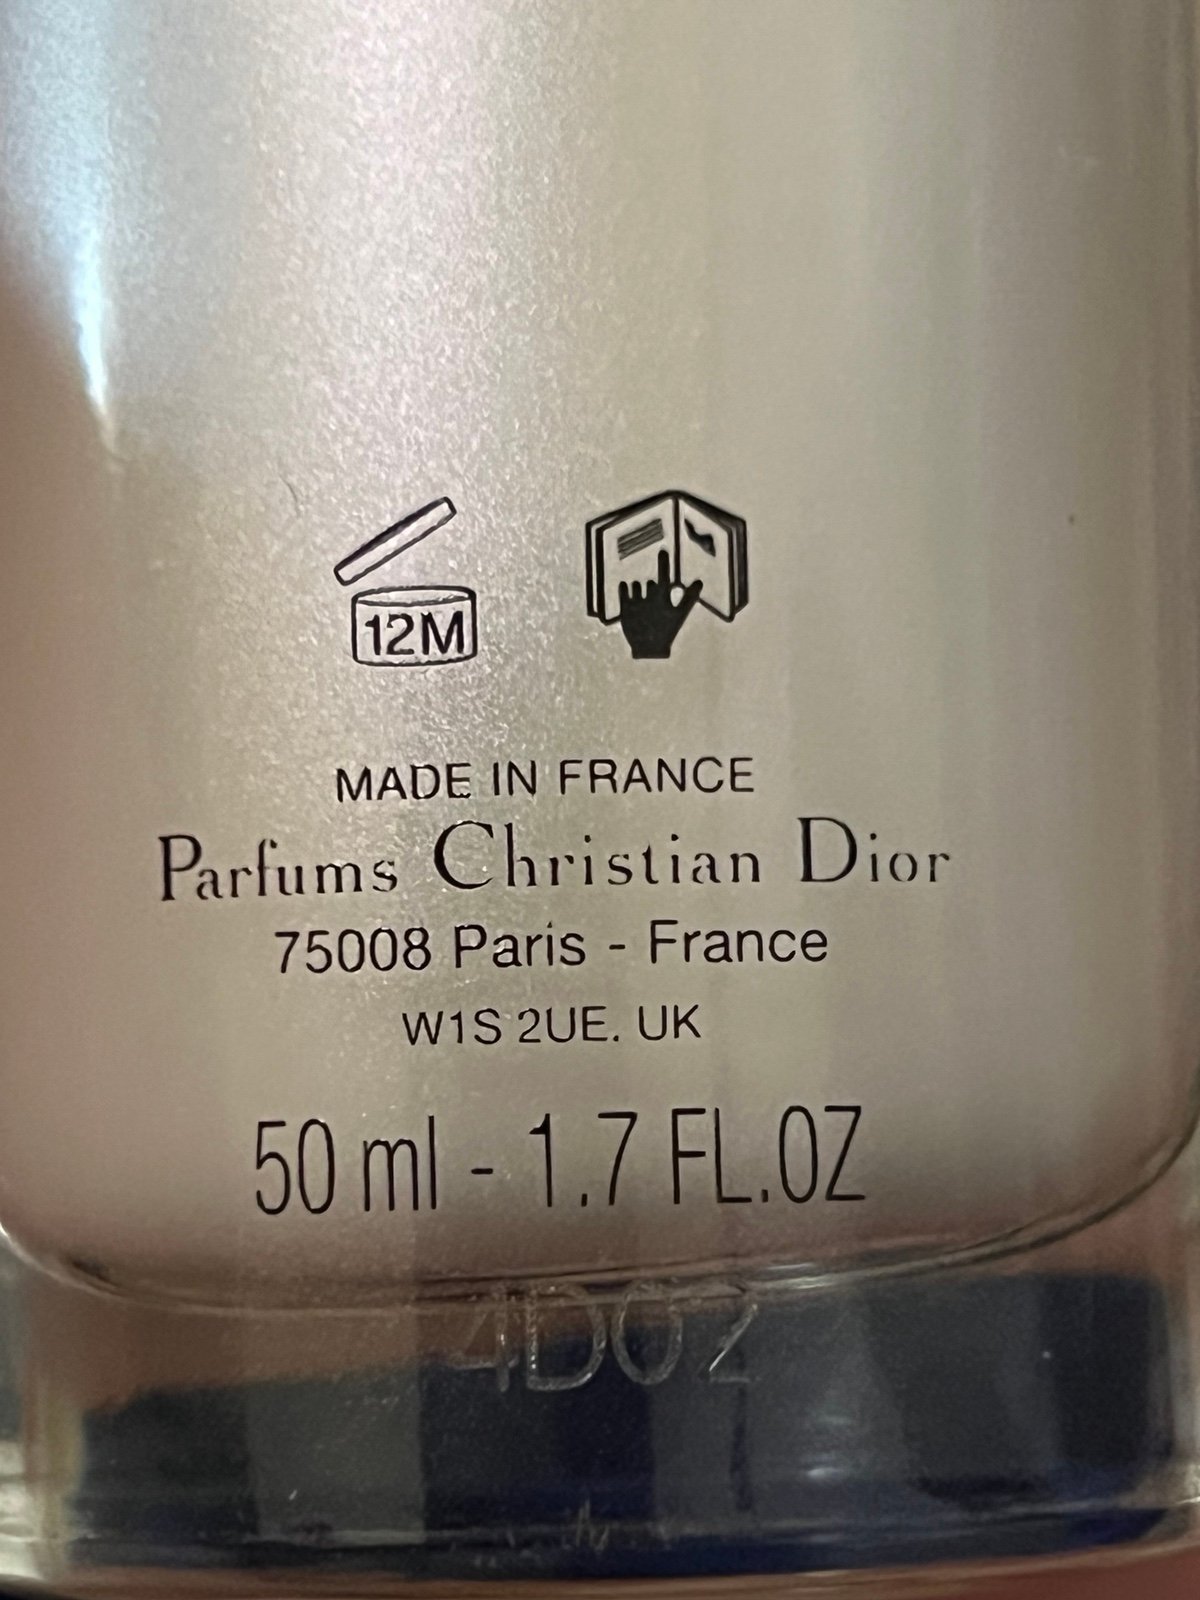 12M
MADE IN FRANCE
Parfums Christian Dior
75008 Paris - France
W1S 2UE. UK
50 ml - 1.7 FL.OZ
4D02